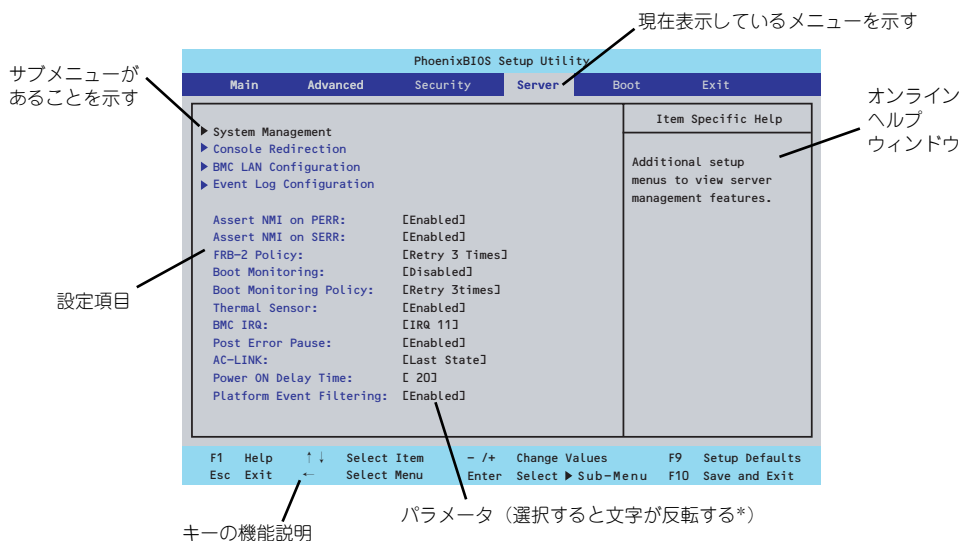 現在表示しているメニューを示す
サブメニューが
あることを示す
PhoenixBIOS Setup Utility
Main Advanced Security Server Boot Exit
オンライン
ヘルプ
ウィンドウ
Item Specific Help
▶ System Management
▶ Console Redirection
▶ BMC LAN Configuration
▶ Event Log Configuration
Additional setup
menus to view server
management features.
設定項目
Assert NMI on PERR: [Enabled]
Assert NMI on SERR: [Enabled]
FRB-2 Policy: [Retry 3 Times]
Boot Monitoring: [Disabled]
Boot Monitoring Policy: [Retry 3times]
Thermal Sensor: [Enabled]
BMC IRQ: [IRQ 11]
Post Error Pause: [Enabled]
AC-LINK: [Last State]
Power ON Delay Time: [ 20]
Platform Event Filtering: [Enabled]
F1 Help ↑↓ Select Item - /+ Change Values F9 Setup Defaults
Esc Exit ← Select Menu Enter Select ▶ Sub-Menu F10 Save and Exit
パラメータ（選択すると文字が反転する*）
キーの機能説明